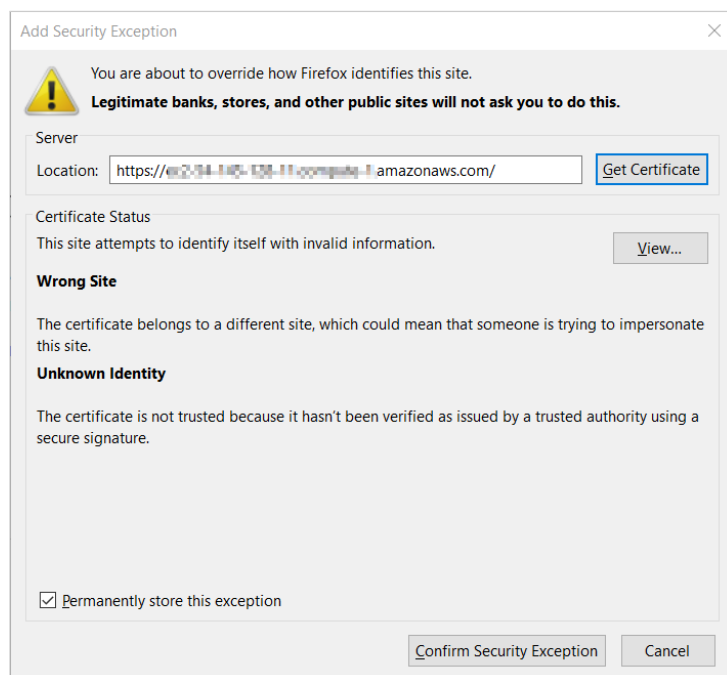 Add Security Exception
You are about to override how Firefox identifies this site.
Legitimate banks, stores, and other public sites will not ask you to do this.
Server
Location: https:// amazonaws.com/ Get Certificate
Certificate Status
This site attempts to identify itself with invalid information. View...
Wrong Site
The certificate belongs to a different site, which could mean that someone is trying to impersonate
this site.
Unknown Identity
The certificate is not trusted because it hasn't been verified as issued by a trusted authority using a
secure signature.
Permanently store this exception
Confirm Security Exception Cancel